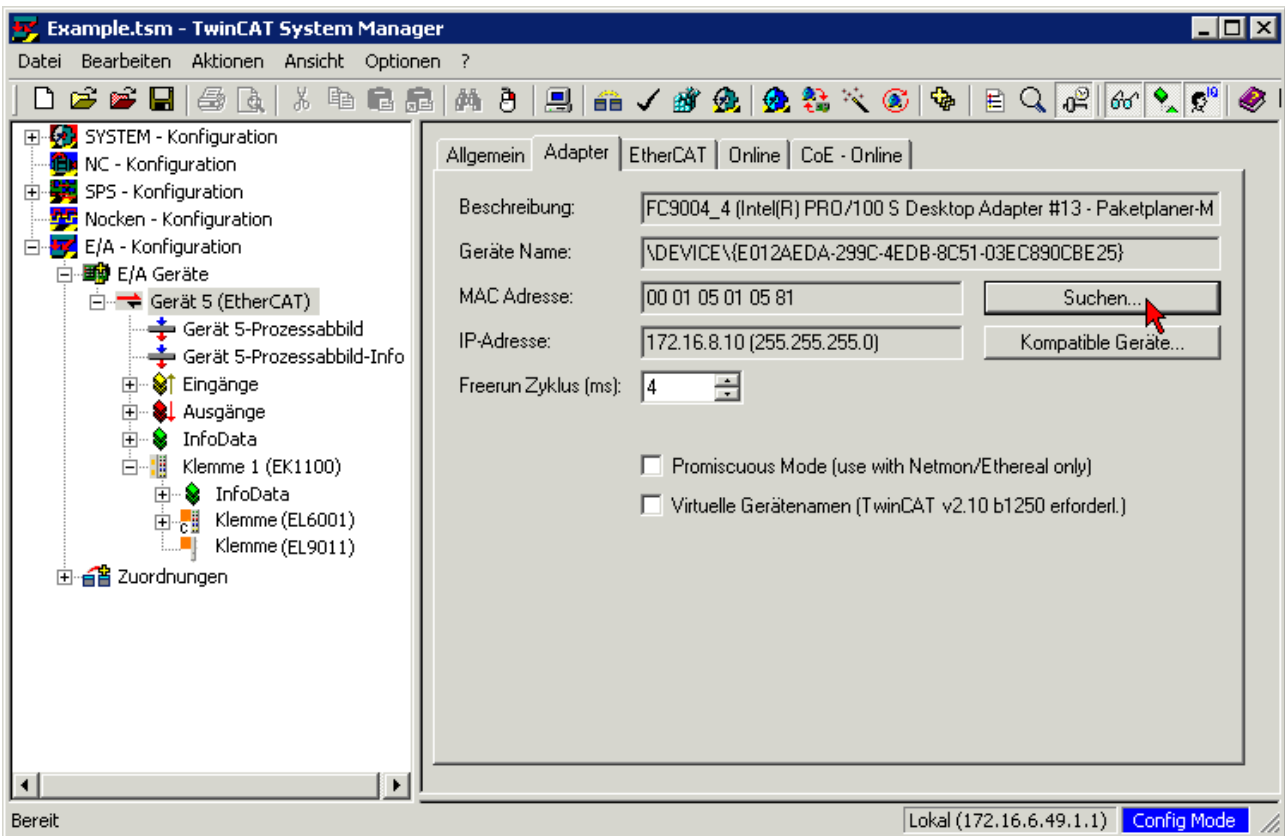 Example.tsm - TwinCAT System Manager
Datei Bearbeiten Aktionen Ansicht Optionen ?
SYSTEM - Konfiguration
NC - Konfiguration
SPS - Konfiguration
Nocken - Konfiguration
E/A - Konfiguration
E/A Geräte
Gerät 5 (EtherCAT)
Gerät 5-Prozessabbild
Gerät 5-Prozessabbild-Info
Eingänge
Ausgänge
InfoData
Klemme 1 (EK1100)
InfoData
Klemme (EL6001)
Klemme (EL9011)
Zuordnungen
Allgemein Adapter EtherCAT Online CoE - Online
Beschreibung: FC9004_4 (Intel(R) PRO/100 S Desktop Adapter #13 - Paketplaner-M
Geräte Name: \DEVICE\{E012AEDA-299C-4EDB-8C51-03EC890CBE25}
MAC Adresse: 00 01 05 01 05 81 Suchen...
IP-Adresse: 172.16.8.10 (255.255.255.0) Kompatible Geräte...
Freerun Zyklus (ms): 4
Promiscuous Mode (use with Netmon/Ethereal only)
Virtuelle Gerätenamen (TwinCAT v2.10 b1250 erforderl.)
Bereit Lokal (172.16.6.49.1.1) Config Mode